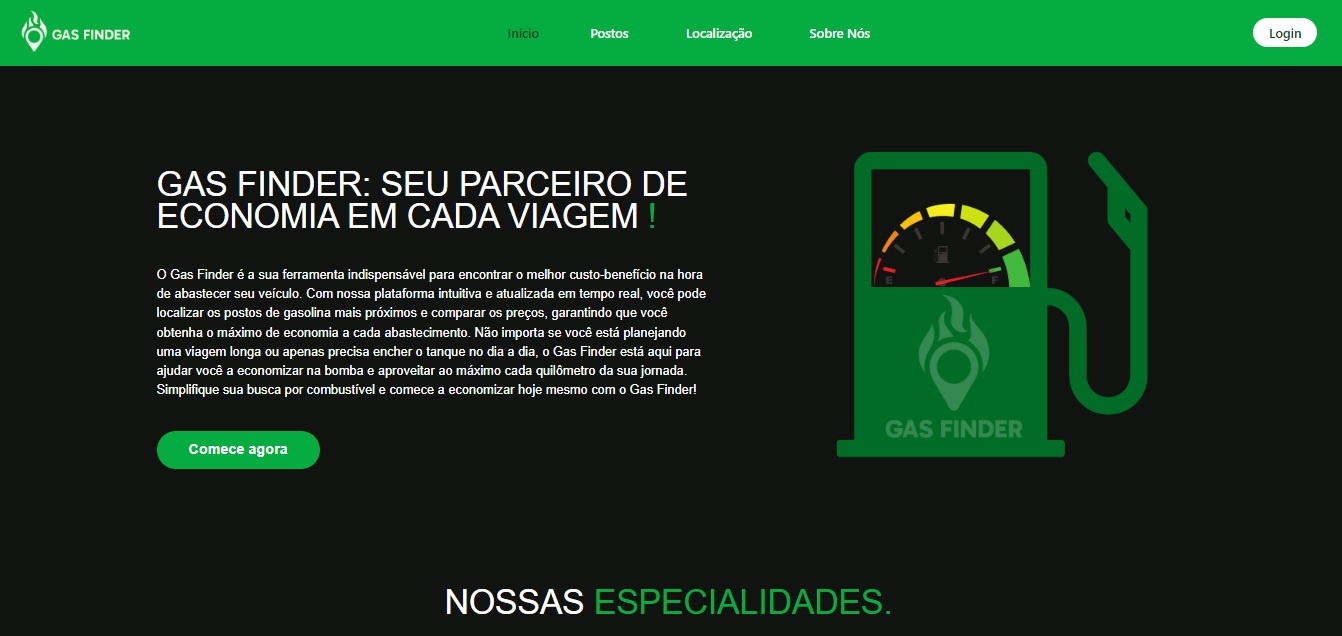 GAS FINDER
Início
Postos
Localização
Sobre Nós
Login
GAS FINDER: SEU PARCEIRO DE
ECONOMIA EM CADA VIAGEM !
O Gas Finder é a sua ferramenta indispensável para encontrar o melhor custo-benefício na hora
de abastecer seu veículo. Com nossa plataforma intuitiva e atualizada em tempo real, você pode
localizar os postos de gasolina mais próximos e comparar os preços, garantindo que você
obtenha o máximo de economia a cada abastecimento. Não importa se você está planejando
uma viagem longa ou apenas precisa encher o tanque no dia a dia, o Gas Finder está aqui para
ajudar você a economizar na bomba e aproveitar ao máximo cada quilômetro da sua jornada.
Simplifique sua busca por combustível e comece a economizar hoje mesmo com o Gas Finder!
Comece agora
E
F
GAS FINDER
NOSSAS ESPECIALIDADES.